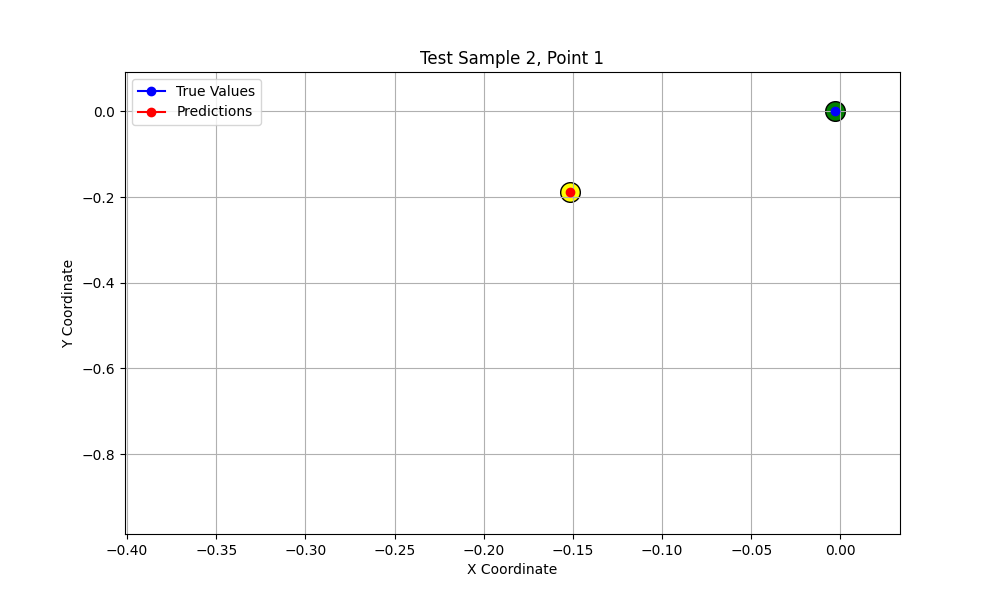 Test Sample 2, Point 1
True Values
Predictions
0.0
−0.2
−0.4
−0.6
−0.8
Y Coordinate
−0.40 −0.35 −0.30 −0.25 −0.20 −0.15 −0.10 −0.05 0.00
X Coordinate